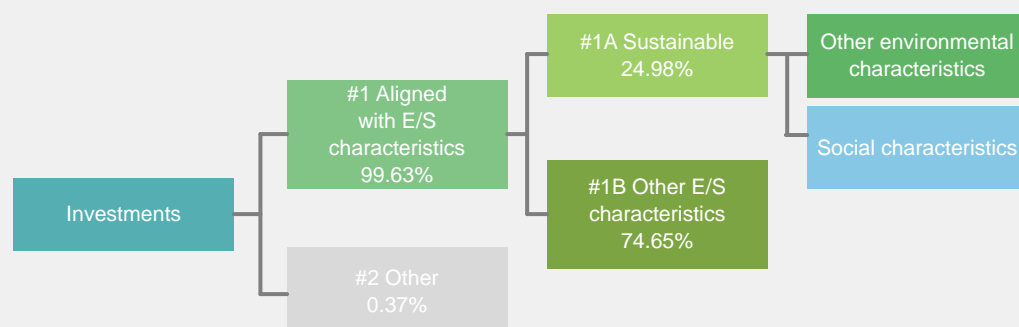 Investments
#1 Aligned
with E/S
characteristics
99.63%
#2 Other
0.37%
#1A Sustainable
24.98%
#1B Other E/S
characteristics
74.65%
Other environmental
characteristics
Social characteristics